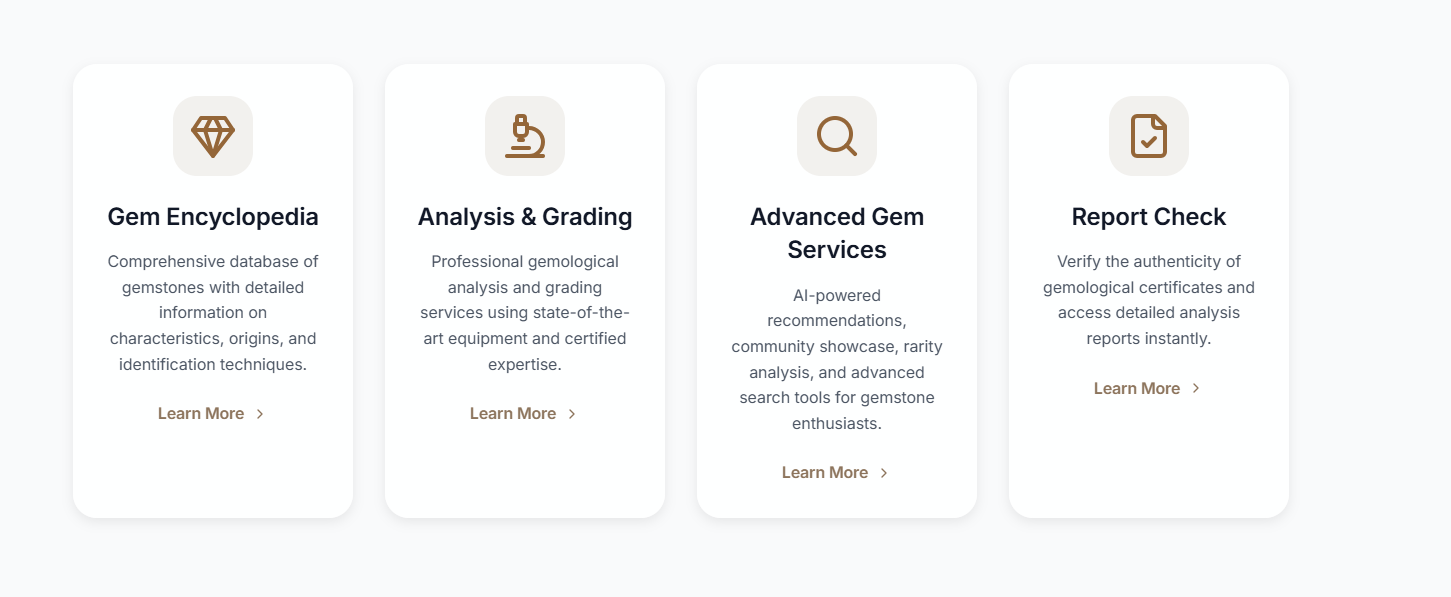 Gem Encyclopedia
Comprehensive database of
gemstones with detailed
information on
characteristics, origins, and
identification techniques.
Learn More
Analysis & Grading
Professional gemological
analysis and grading
services using state-of-the-
art equipment and certified
expertise.
Learn More
Advanced Gem
Services
AI-powered
recommendations,
community showcase, rarity
analysis, and advanced
search tools for gemstone
enthusiasts.
Learn More
Report Check
Verify the authenticity of
gemological certificates and
access detailed analysis
reports instantly.
Learn More